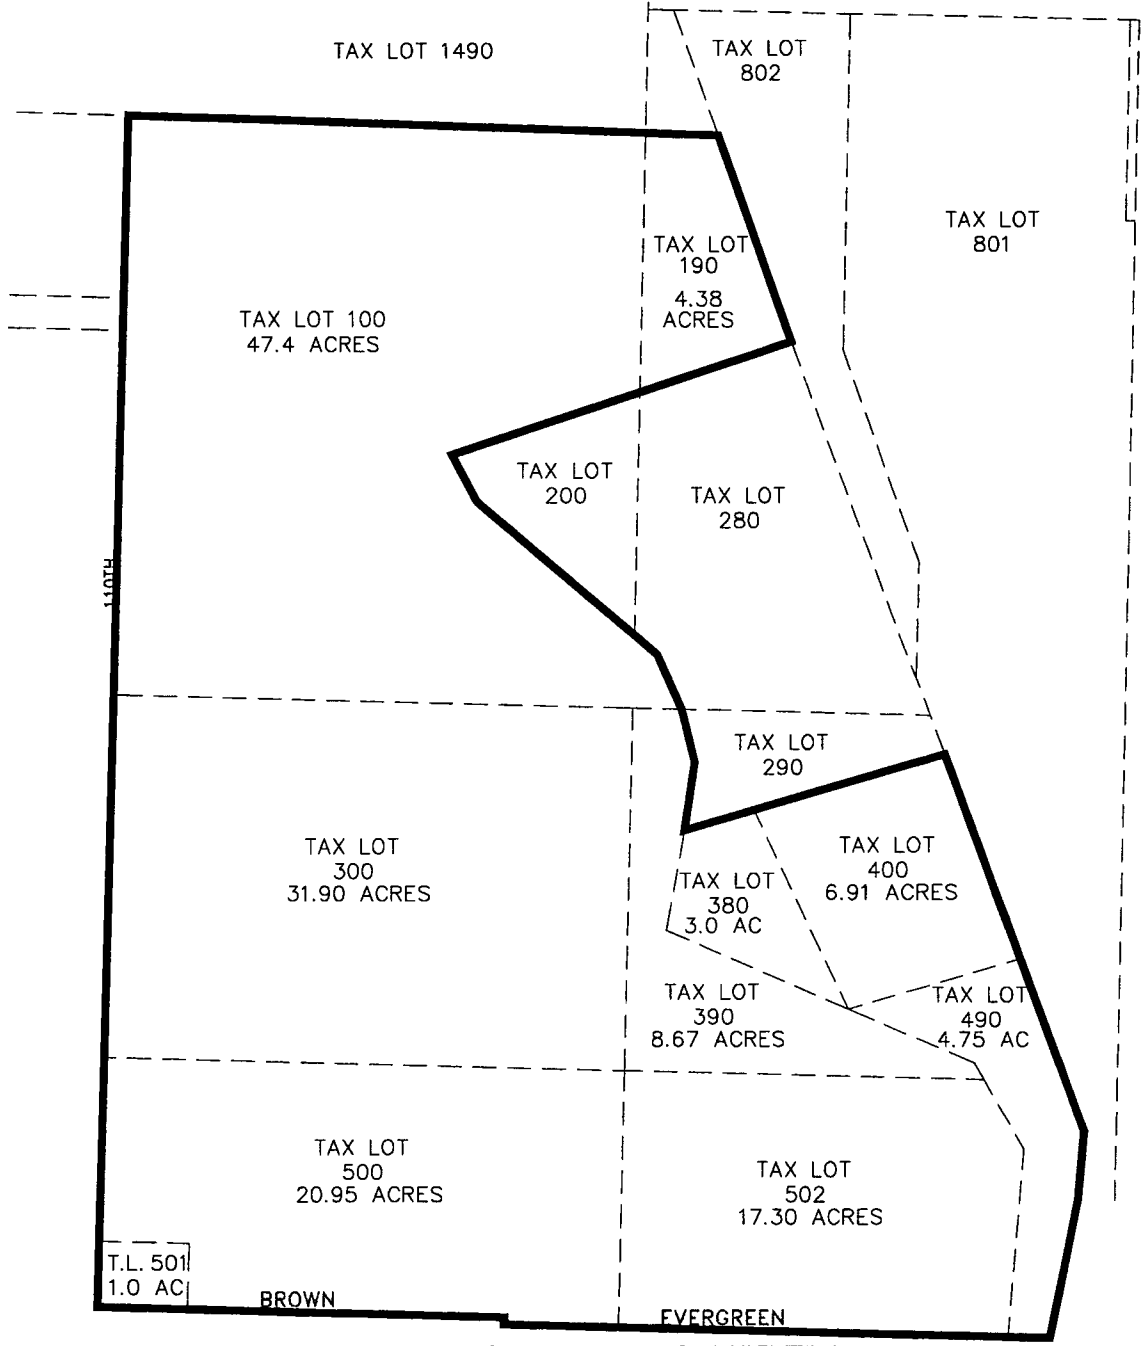 TAX LOT 1490
TAX LOT
802
TAX LOT
801
TAX LOT
190
4.38
ACRES
TAX LOT 100
47.4 ACRES
TAX LOT
200
TAX LOT
280
110TH
TAX LOT
290
TAX LOT
300
31.90 ACRES
TAX LOT
400
6.91 ACRES
TAX LOT
380
3.0 AC
TAX LOT
390
8.67 ACRES
TAX LOT
490
4.75 AC
TAX LOT
500
20.95 ACRES
TAX LOT
502
17.30 ACRES
T.L. 501
1.0 AC
BROWN
EVERGREEN